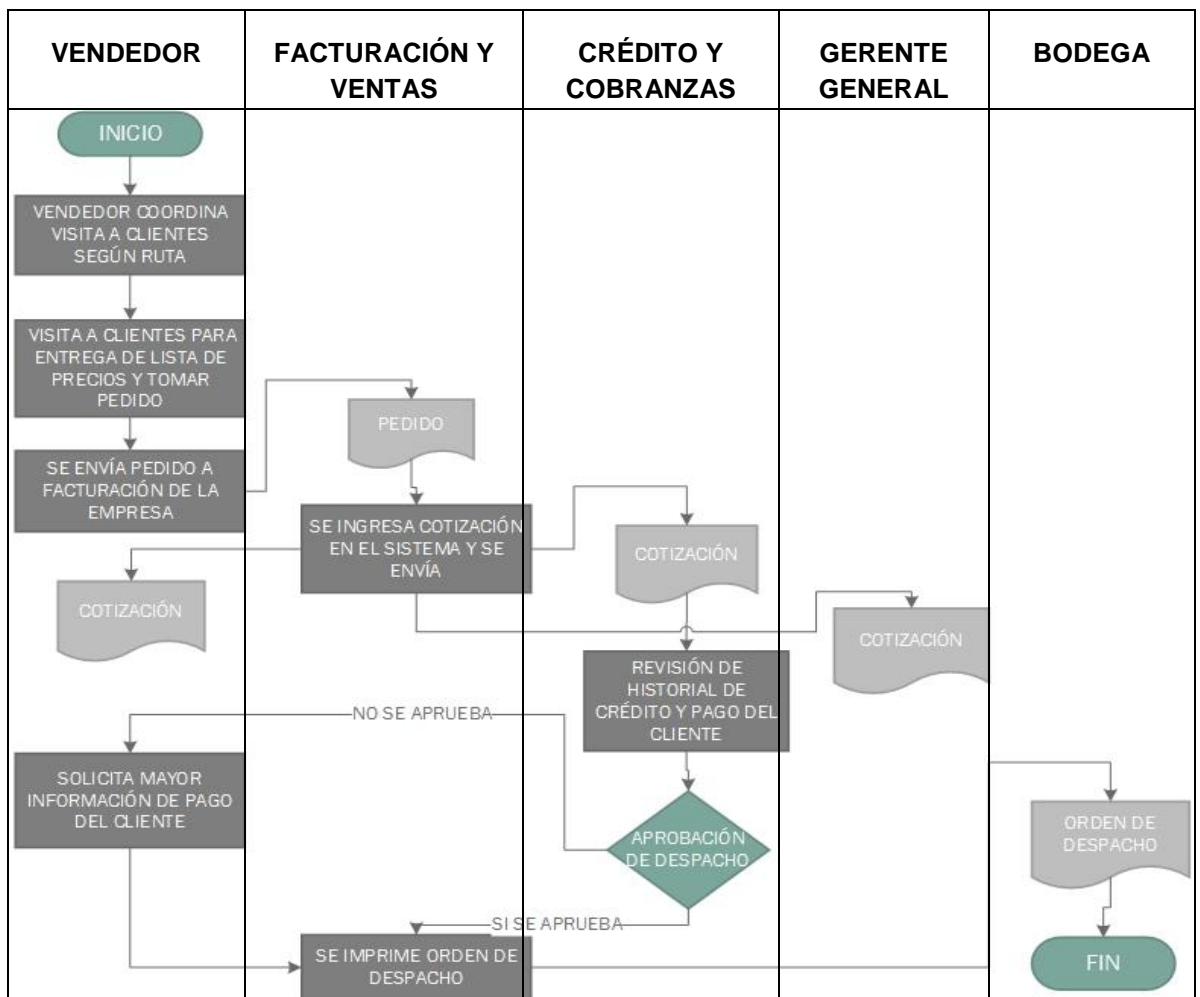 VENDEDOR
FACTURACIÓN Y
VENTAS
CRÉDITO Y
COBRANZAS
GERENTE
GENERAL
BODEGA
INICIO
VENDEDOR COORDINA
VISITA A CLIENTES
SEGÚN RUTA
VISITA A CLIENTES PARA
ENTREGA DE LISTA DE
PRECIOS Y TOMAR
PEDIDO
PEDIDO
SE ENVÍA PEDIDO A
FACTURACIÓN DE LA
EMPRESA
SE INGRESA COTIZACIÓN
EN EL SISTEMA Y SE
ENVÍA
COTIZACIÓN
COTIZACIÓN
COTIZACIÓN
REVISIÓN DE
HISTORIAL DE
CRÉDITO Y PAGO DEL
CLIENTE
NO SE APRUEBA
SOLICITA MAYOR
INFORMACIÓN DE PAGO
DEL CLIENTE
APROBACIÓN
DE DESPACHO
ORDEN DE
DESPACHO
SI SE APRUEBA
SE IMPRIME ORDEN DE
DESPACHO
FIN